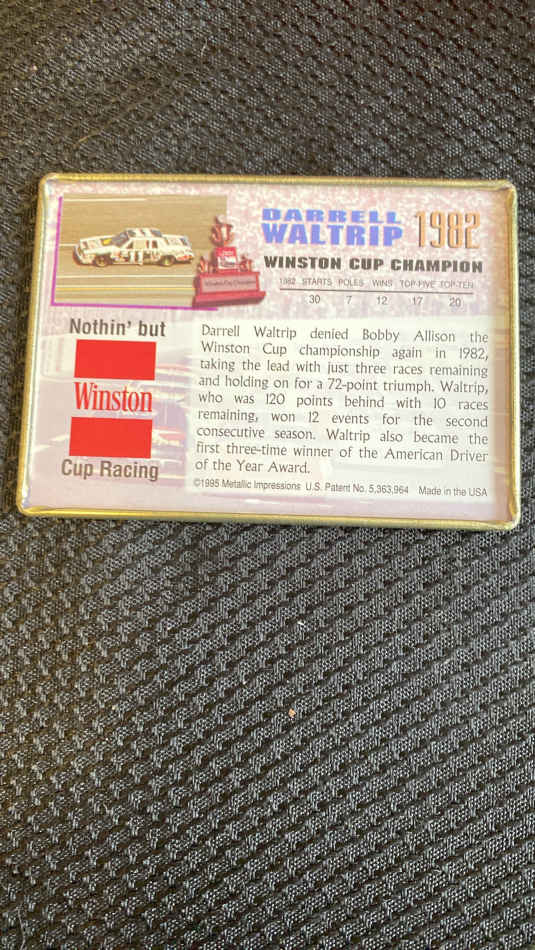 DARRELL
WALTRIP 1982
WINSTON CUP CHAMPION
1982 STARTS POLES WINS TOP-FIVE TOP-TEN
30 7 12 17 20
Nothin' but
Winston
Cup Racing
Darrell Waltrip denied Bobby Allison the
Winston Cup championship again in 1982,
taking the lead with just three races remaining
and holding on for a 72-point triumph. Waltrip,
who was 120 points behind with 10 races
remaining, won 12 events for the second
consecutive season. Waltrip also became the
first three-time winner of the American Driver
of the Year Award.
©1995 Metallic Impressions U.S. Patent No. 5,363,964 Made in the USA